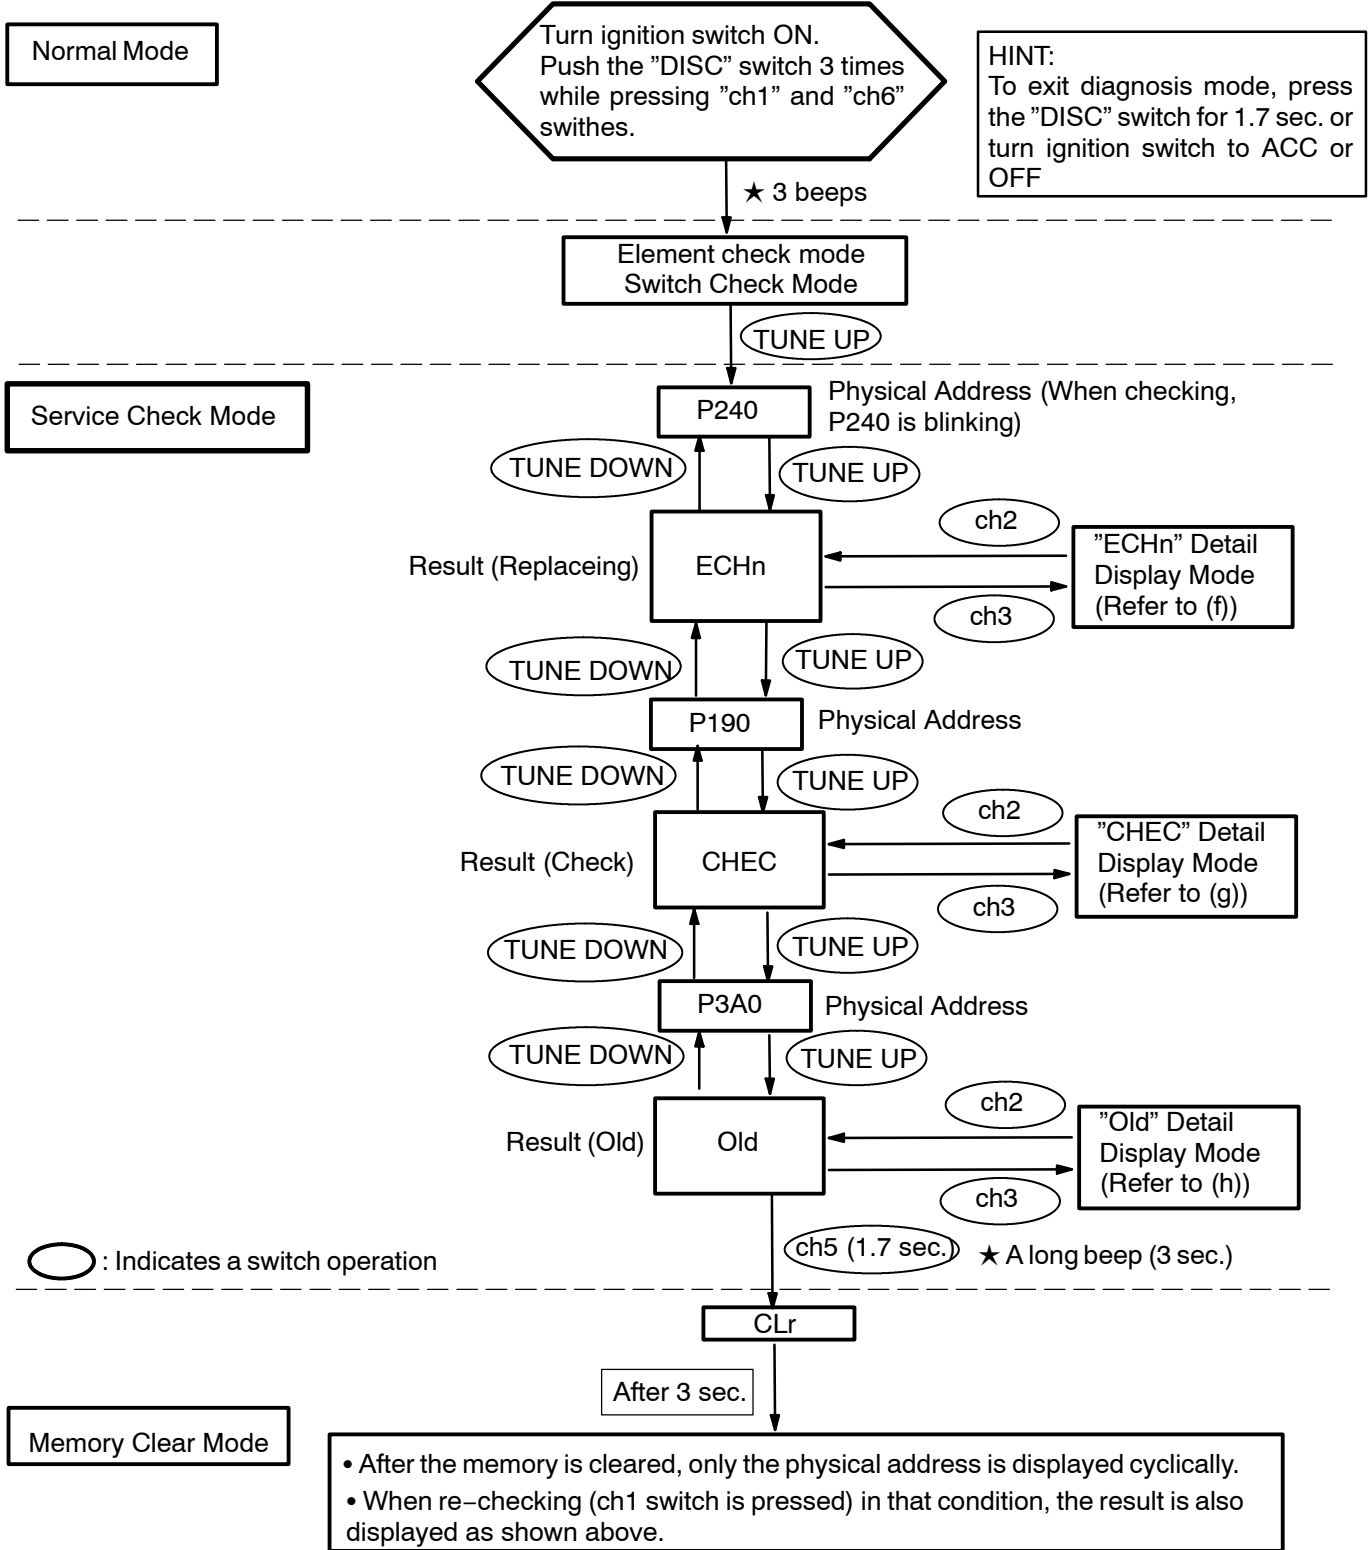 Normal Mode
Turn ignition switch ON.
Push the ”DISC” switch 3 times
while pressing ”ch1” and ”ch6”
swithes.
HINT:
To exit diagnosis mode, press
the ”DISC” switch for 1.7 sec. or
turn ignition switch to ACC or
OFF
★ 3 beeps
Element check mode
Switch Check Mode
TUNE UP
Service Check Mode
P240
Physical Address (When checking,
P240 is blinking)
TUNE DOWN
TUNE UP
ch2
Result (Replaceing)
ECHn
”ECHn” Detail
Display Mode
(Refer to (f))
ch3
TUNE DOWN
TUNE UP
P190
Physical Address
TUNE DOWN
TUNE UP
ch2
Result (Check)
CHEC
”CHEC” Detail
Display Mode
(Refer to (g))
ch3
TUNE DOWN
TUNE UP
P3A0
Physical Address
TUNE DOWN
TUNE UP
ch2
Result (Old)
Old
”Old” Detail
Display Mode
(Refer to (h))
ch3
: Indicates a switch operation
ch5 (1.7 sec.)
★ A long beep (3 sec.)
CLr
After 3 sec.
Memory Clear Mode
• After the memory is cleared, only the physical address is displayed cyclically.
• When re−checking (ch1 switch is pressed) in that condition, the result is also
displayed as shown above.